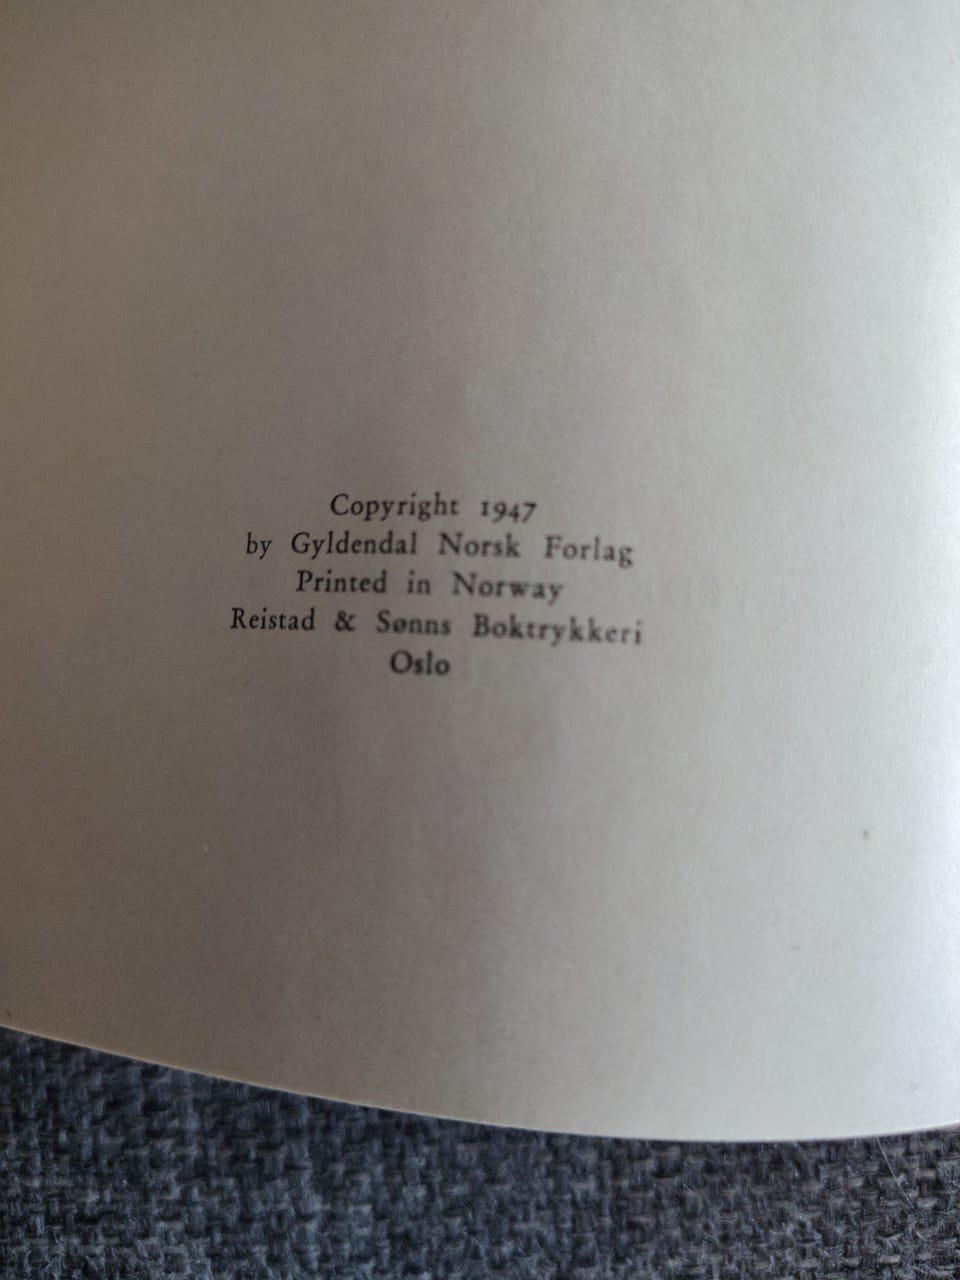 Copyright 1947
by Gyldendal Norsk Forlag
Printed in Norway
Reistad & Sønns Boktrykkeri
Oslo